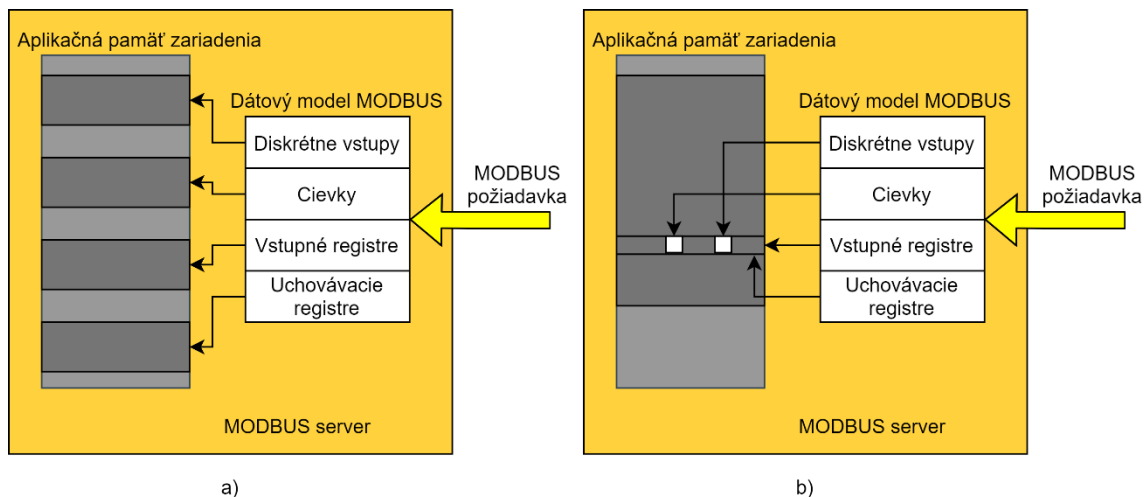 Aplikačná pamäť zariadenia
Dátový model MODBUS
Diskrétne vstupy
Cievky
Vstupné registre
Uchovávacie
registre
MODBUS
požiadavka
MODBUS server
a)
Aplikačná pamäť zariadenia
Dátový model MODBUS
Diskrétne vstupy
Cievky
Vstupné registre
Uchovávacie
registre
MODBUS
požiadavka
MODBUS server
b)